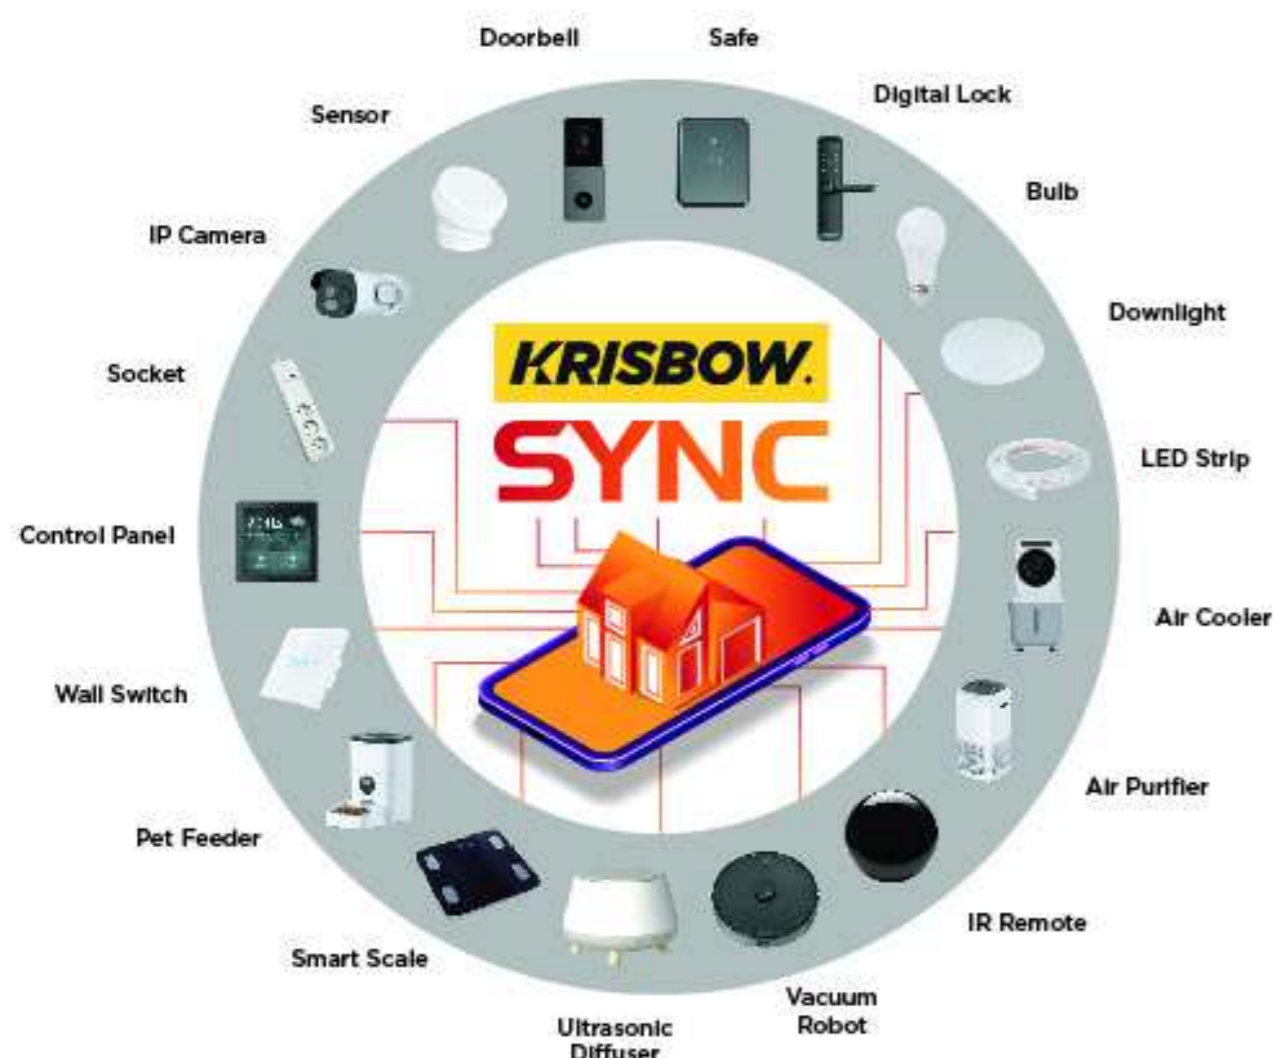 Doorbell
Safe
Digital Lock
Sensor
Bulb
IP Camera
Downlight
KRISBOW.
Socket
SYNC
LED Strip
Control Panel
Air Cooler
Wall Switch
Air Purifier
Pet Feeder
IR Remote
Smart Scale
Vacuum
Robot
Ultrasonic
Diffuser